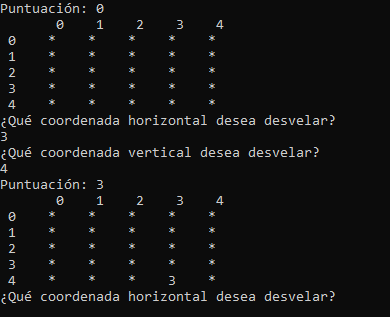 Puntuación: 0
0 1 2 3 4
0 * * * * *
1 * * * * *
2 * * * * *
3 * * * * *
4 * * * * *
¿Qué coordenada horizontal desea desvelar?
3
¿Qué coordenada vertical desea desvelar?
4
Puntuación: 3
0 1 2 3 4
0 * * * * *
1 * * * * *
2 * * * * *
3 * * * * *
4 * * * 3 *
¿Qué coordenada horizontal desea desvelar?